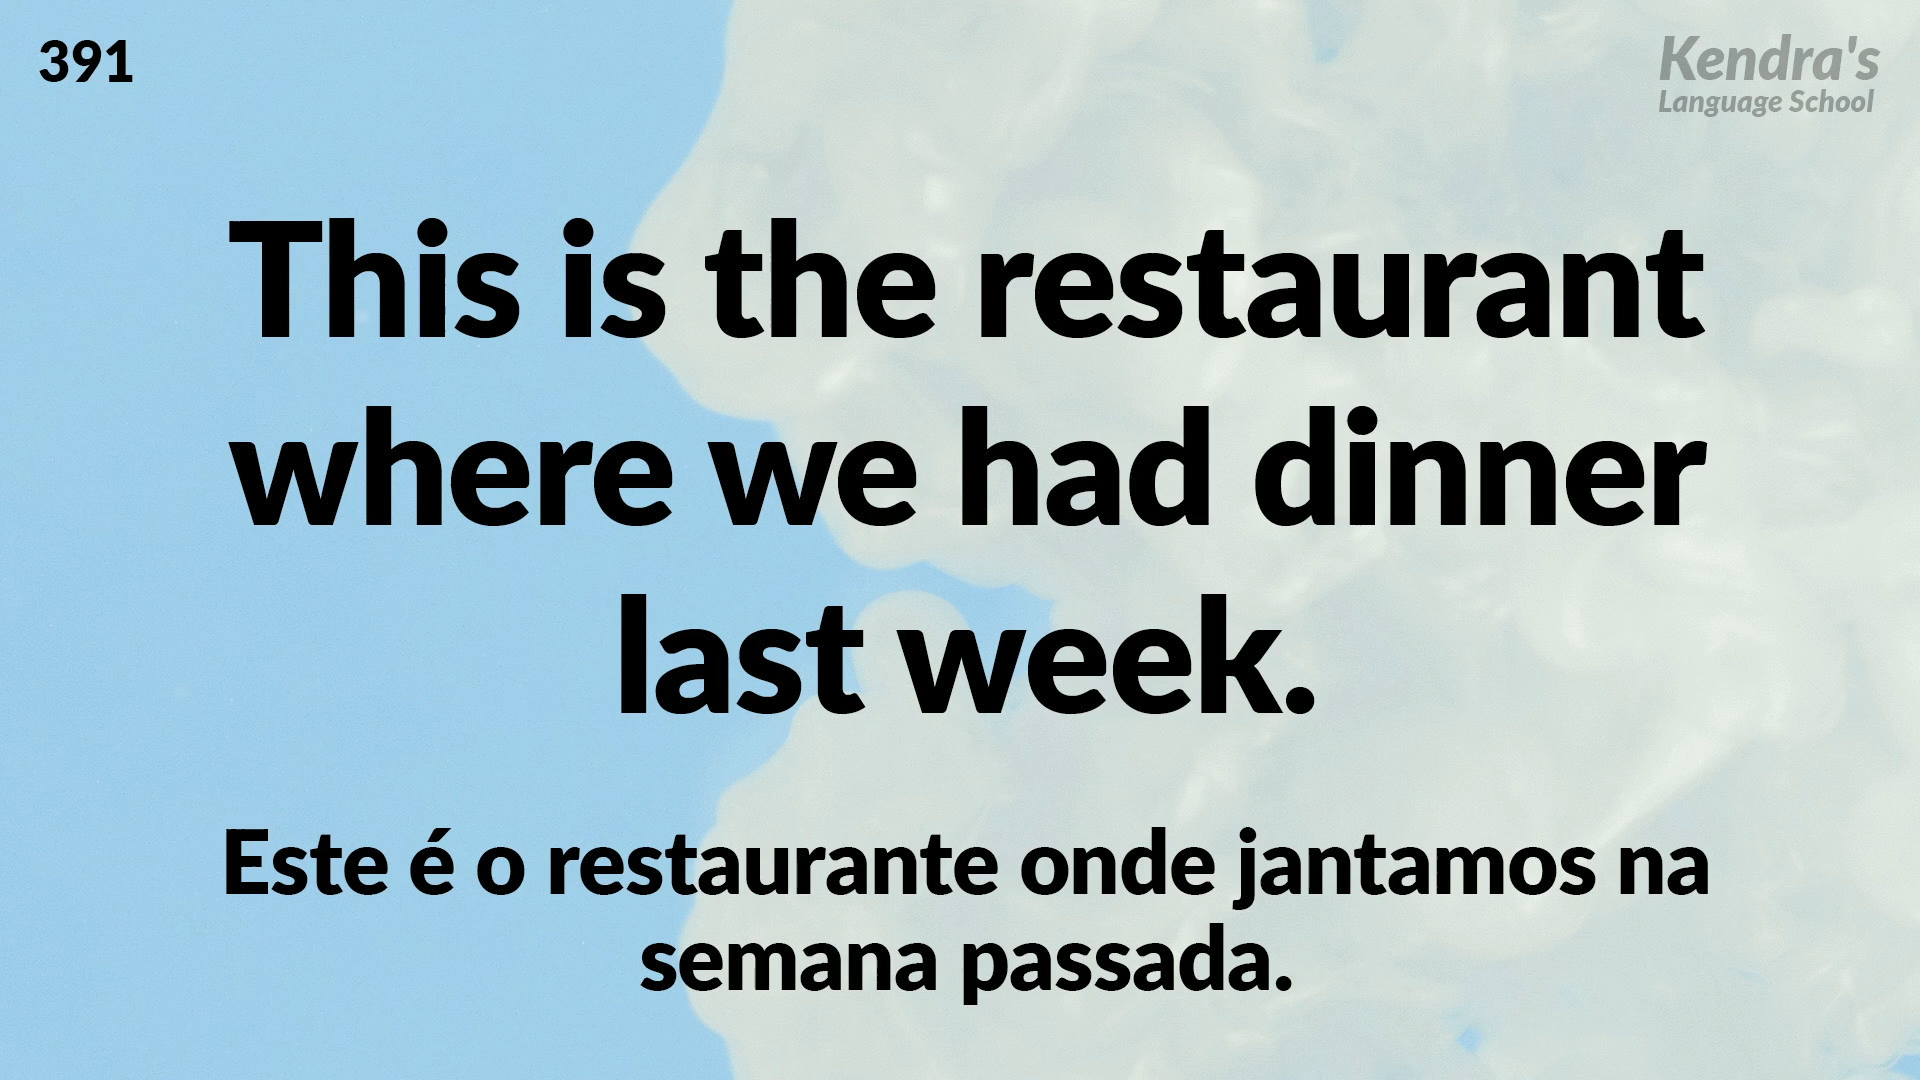 391
Kendra's
Language School
This is the restaurant
where we had dinner
last week.
Este é o restaurante onde jantamos na
semana passada.